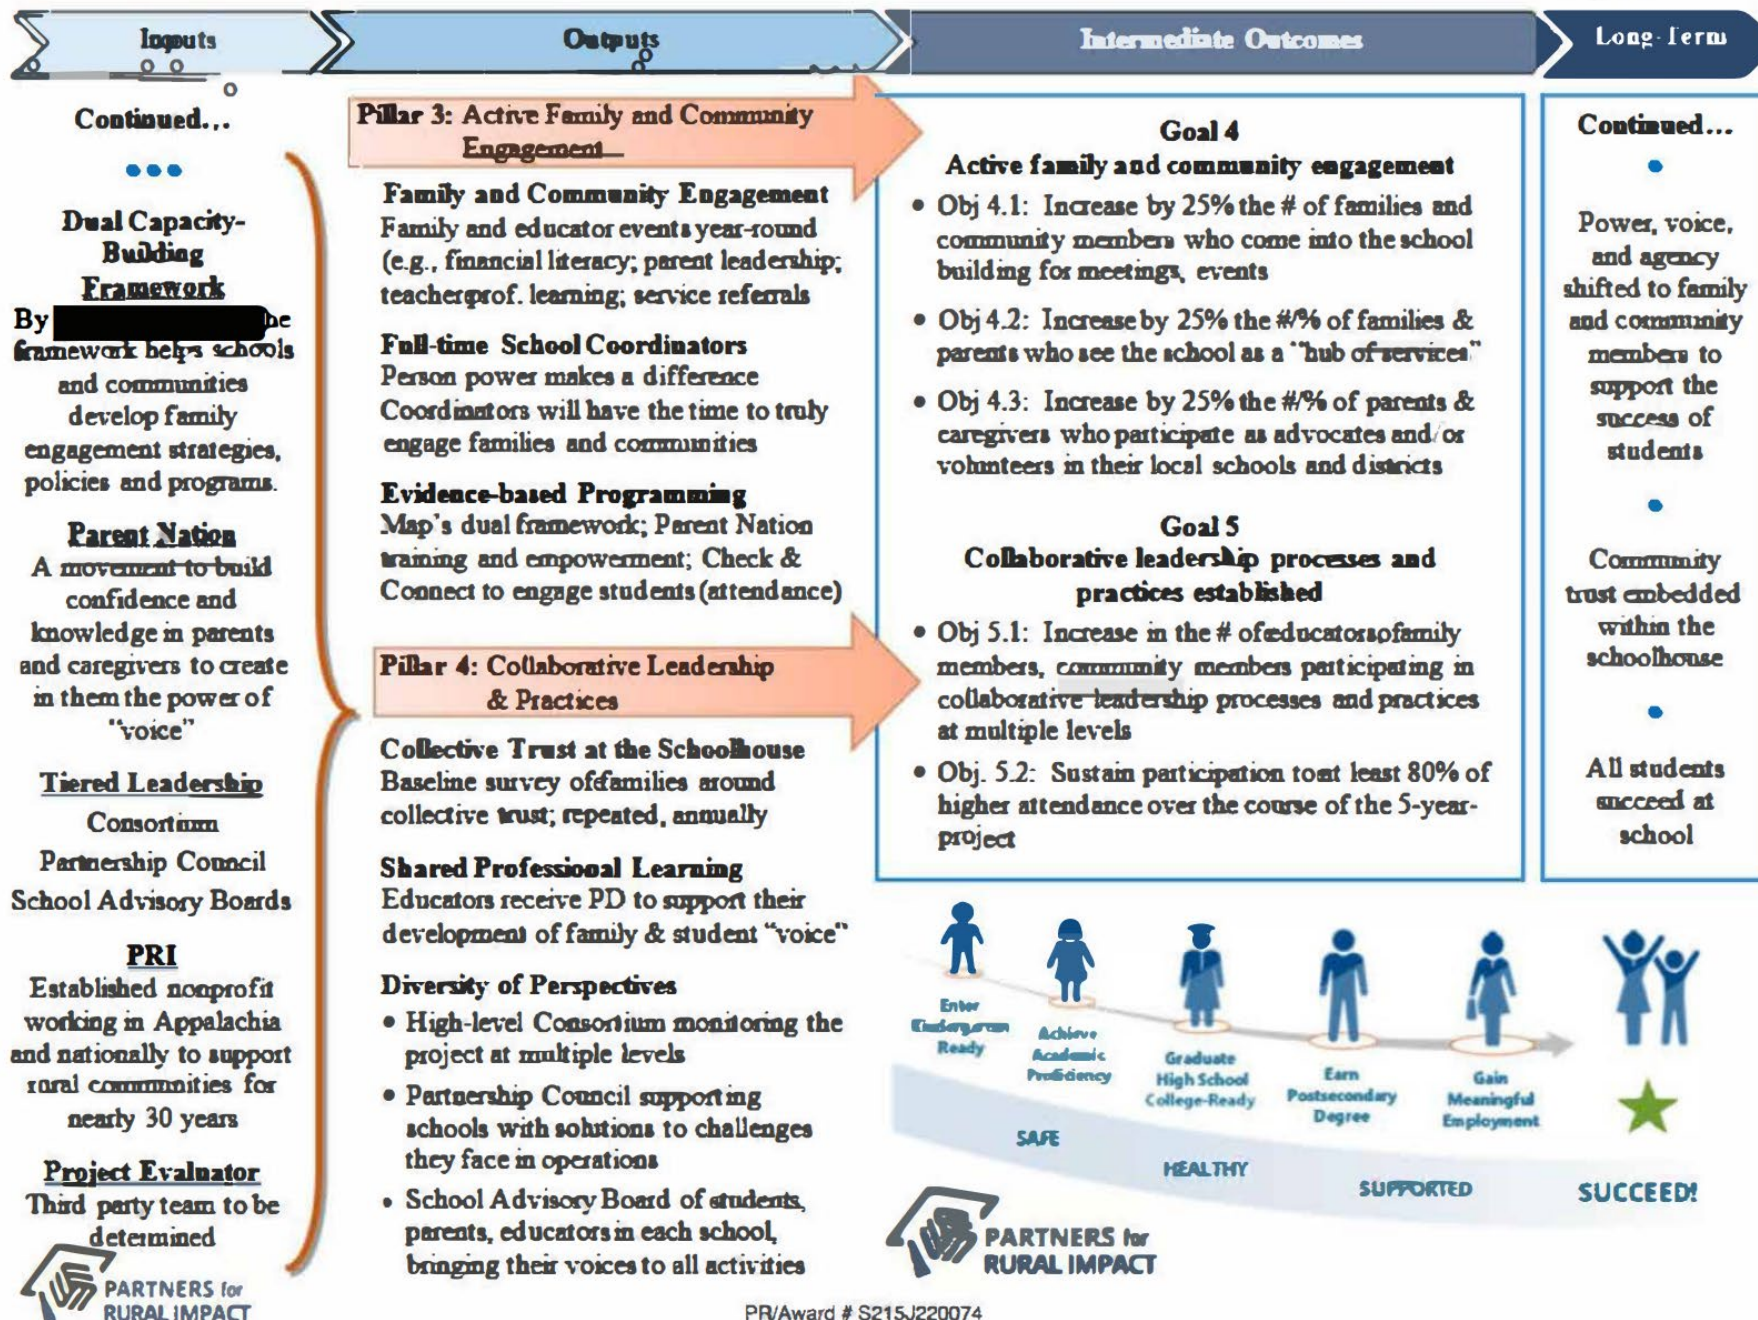 Inputs
Outputs
Intermediate Outcomes
Long-Term
Continued...
Dual Capacity-
Building
Framework
By he
framework helps schools
and communities
develop family
engagement strategies,
policies and programs.
Parent Nation
A movement to build
confidence and
knowledge in parents
and caregivers to create
in them the power of
"voice"
Tiered Leadership
Consortium
Partnership Council
School Advisory Boards
PRI
Established nonprofit
working in Appalachia
and nationally to support
rural communities for
nearly 30 years
Project Evaluator
Third party team to be
determined
PARTNERS for
RURAL IMPACT
Pillar 3: Active Family and Community
Engagement
Family and Community Engagement
Family and educator events year-round
(e.g., financial literacy; parent leadership;
teacher prof. learning; service referrals
Full-time School Coordinators
Person power makes a difference
Coordinators will have the time to truly
engage families and communities
Evidence-based Programming
Map's dual framework; Parent Nation
training and empowerment; Check &
Connect to engage students (attendance)
Pillar 4: Collaborative Leadership
& Practices
Collective Trust at the Schoolhouse
Baseline survey of families around
collective trust; repeated, annually
Shared Professional Learning
Educators receive PD to support their
development of family & student "voice"
Diversity of Perspectives
• High-level Consortium monitoring the
project at multiple levels
• Partnership Council supporting
schools with solutions to challenges
they face in operations
• School Advisory Board of students,
parents, educators in each school,
bringing their voices to all activities
Goal 4
Active family and community engagement
• Obj 4.1: Increase by 25% the # of families and
community members who come into the school
building for meetings, events
• Obj 4.2: Increase by 25% the #/% of families &
parents who see the school as a "hub of services"
• Obj 4.3: Increase by 25% the #/% of parents &
caregivers who participate as advocates and/or
volunteers in their local schools and districts
Goal 5
Collaborative leadership processes and
practices established
• Obj 5.1: Increase in the # of educators, family
members, community members participating in
collaborative leadership processes and practices
at multiple levels
• Obj. 5.2: Sustain participation to at least 80% of
higher attendance over the course of the 5-year-
project
Continued...
Power, voice,
and agency
shifted to family
and community
members to
support the
success of
students
Community
trust embedded
within the
schoolhouse
All students
succeed at
school
Enter
Kindergarten
Ready
Achieve
Academic
Proficiency
Graduate
High School
College-Ready
Earn
Postsecondary
Degree
Gain
Meaningful
Employment
SAFE
HEALTHY
SUPPORTED
SUCCEED!
PARTNERS for
RURAL IMPACT
PR/Award # S215J220074